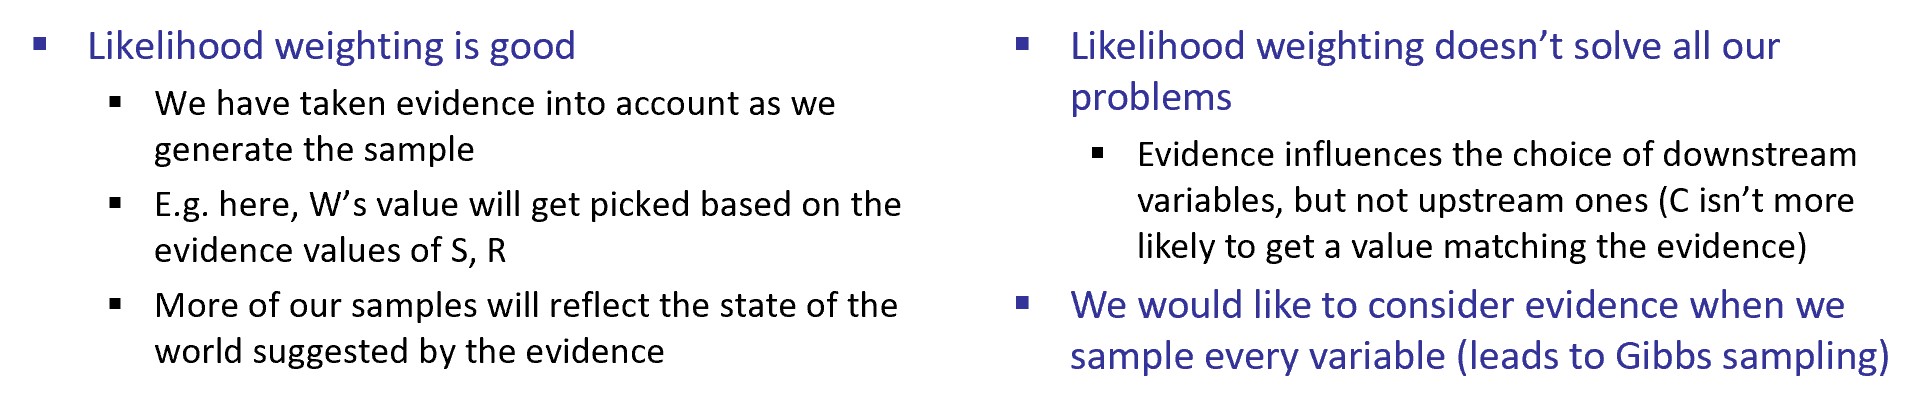 Likelihood weighting is good
We have taken evidence into account as we
generate the sample
E.g. here, W’s value will get picked based on the
evidence values of S, R
More of our samples will reflect the state of the
world suggested by the evidence
Likelihood weighting doesn’t solve all our
problems
Evidence influences the choice of downstream
variables, but not upstream ones (C isn’t more
likely to get a value matching the evidence)
We would like to consider evidence when we
sample every variable (leads to Gibbs sampling)